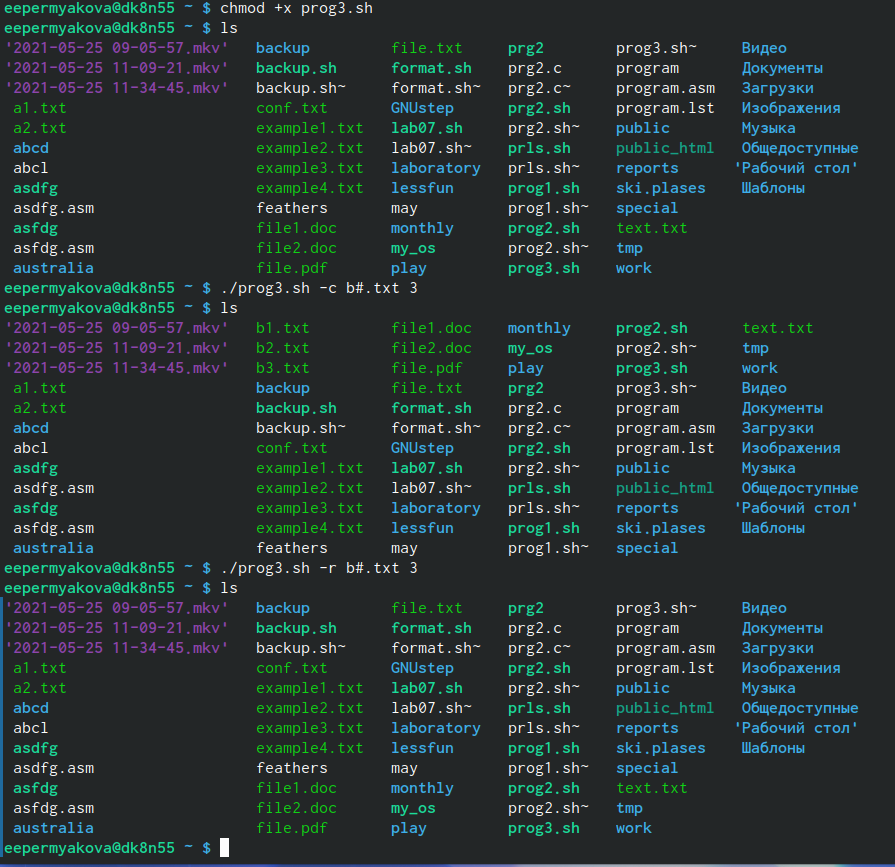 eepermyakova@dk8n55 ~ $ chmod +x prog3.sh
eepermyakova@dk8n55 ~ $ ls
'2021-05-25 09-05-57.mkv' backup file.txt prg2 prog3.sh~ Видео
'2021-05-25 11-09-21.mkv' backup.sh format.sh prg2.c program Документы
'2021-05-25 11-34-45.mkv' backup.sh~ format.sh~ prg2.c~ program.asm Загрузки
a1.txt conf.txt GNUstep prg2.sh program.lst Изображения
a2.txt example1.txt lab07.sh prg2.sh~ public Музыка
abcd example2.txt lab07.sh~ prls.sh public_html Общедоступные
abcl example3.txt laboratory prls.sh~ reports 'Рабочий стол'
asdfg example4.txt lessfun prog1.sh ski.plases Шаблоны
asdfg.asm feathers may prog1.sh~ special
asfdg file1.doc monthly prog2.sh text.txt
asfdg.asm file2.doc my_os prog2.sh~ tmp
australia file.pdf play prog3.sh work
eepermyakova@dk8n55 ~ $ ./prog3.sh -c b#.txt 3
eepermyakova@dk8n55 ~ $ ls
'2021-05-25 09-05-57.mkv' b1.txt file1.doc monthly prog2.sh text.txt
'2021-05-25 11-09-21.mkv' b2.txt file2.doc my_os prog2.sh~ tmp
'2021-05-25 11-34-45.mkv' b3.txt file.pdf play prog3.sh work
a1.txt backup file.txt prg2 prog3.sh~ Видео
a2.txt backup.sh format.sh prg2.c program Документы
abcd backup.sh~ format.sh~ prg2.c~ program.asm Загрузки
abcl conf.txt GNUstep prg2.sh program.lst Изображения
asdfg example1.txt lab07.sh prg2.sh~ public Музыка
asdfg.asm example2.txt lab07.sh~ prls.sh public_html Общедоступные
asfdg example3.txt laboratory prls.sh~ reports 'Рабочий стол'
asfdg.asm example4.txt lessfun prog1.sh ski.plases Шаблоны
australia feathers may prog1.sh~ special
eepermyakova@dk8n55 ~ $ ./prog3.sh -r b#.txt 3
eepermyakova@dk8n55 ~ $ ls
'2021-05-25 09-05-57.mkv' backup file.txt prg2 prog3.sh~ Видео
'2021-05-25 11-09-21.mkv' backup.sh format.sh prg2.c program Документы
'2021-05-25 11-34-45.mkv' backup.sh~ format.sh~ prg2.c~ program.asm Загрузки
a1.txt conf.txt GNUstep prg2.sh program.lst Изображения
a2.txt example1.txt lab07.sh prg2.sh~ public Музыка
abcd example2.txt lab07.sh~ prls.sh public_html Общедоступные
abcl example3.txt laboratory prls.sh~ reports 'Рабочий стол'
asdfg example4.txt lessfun prog1.sh ski.plases Шаблоны
asdfg.asm feathers may prog1.sh~ special
asfdg file1.doc monthly prog2.sh text.txt
asfdg.asm file2.doc my_os prog2.sh~ tmp
australia file.pdf play prog3.sh work
eepermyakova@dk8n55 ~ $